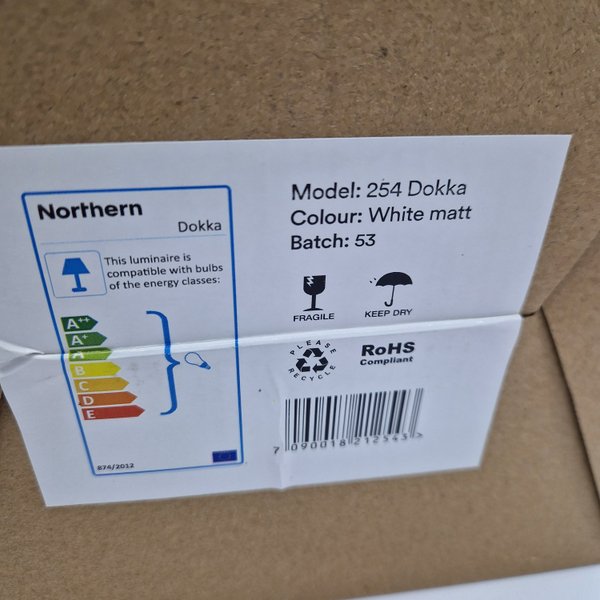 Northern
Dokka
This luminaire is
compatible with bulbs
of the energy classes:
A++
A+
A
B
C
D
E
874/2012
Model: 254 Dokka
Colour: White matt
Batch: 53
FRAGILE
KEEP DRY
PLEASE
RECYCLE
RoHS
Compliant
7 090018 212543 >